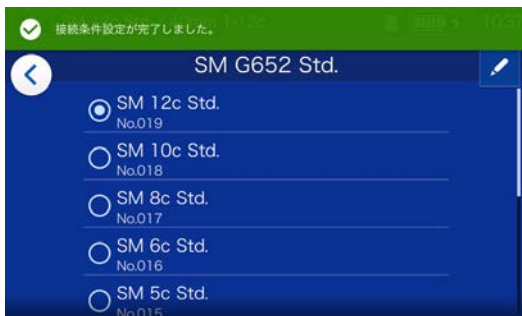 接続条件設定が完了しました。
SM G652 Std.
SM 12c Std.
No.019
SM 10c Std.
No.018
SM 8c Std.
No.017
SM 6c Std.
No.016
SM 5c Std.
No.015